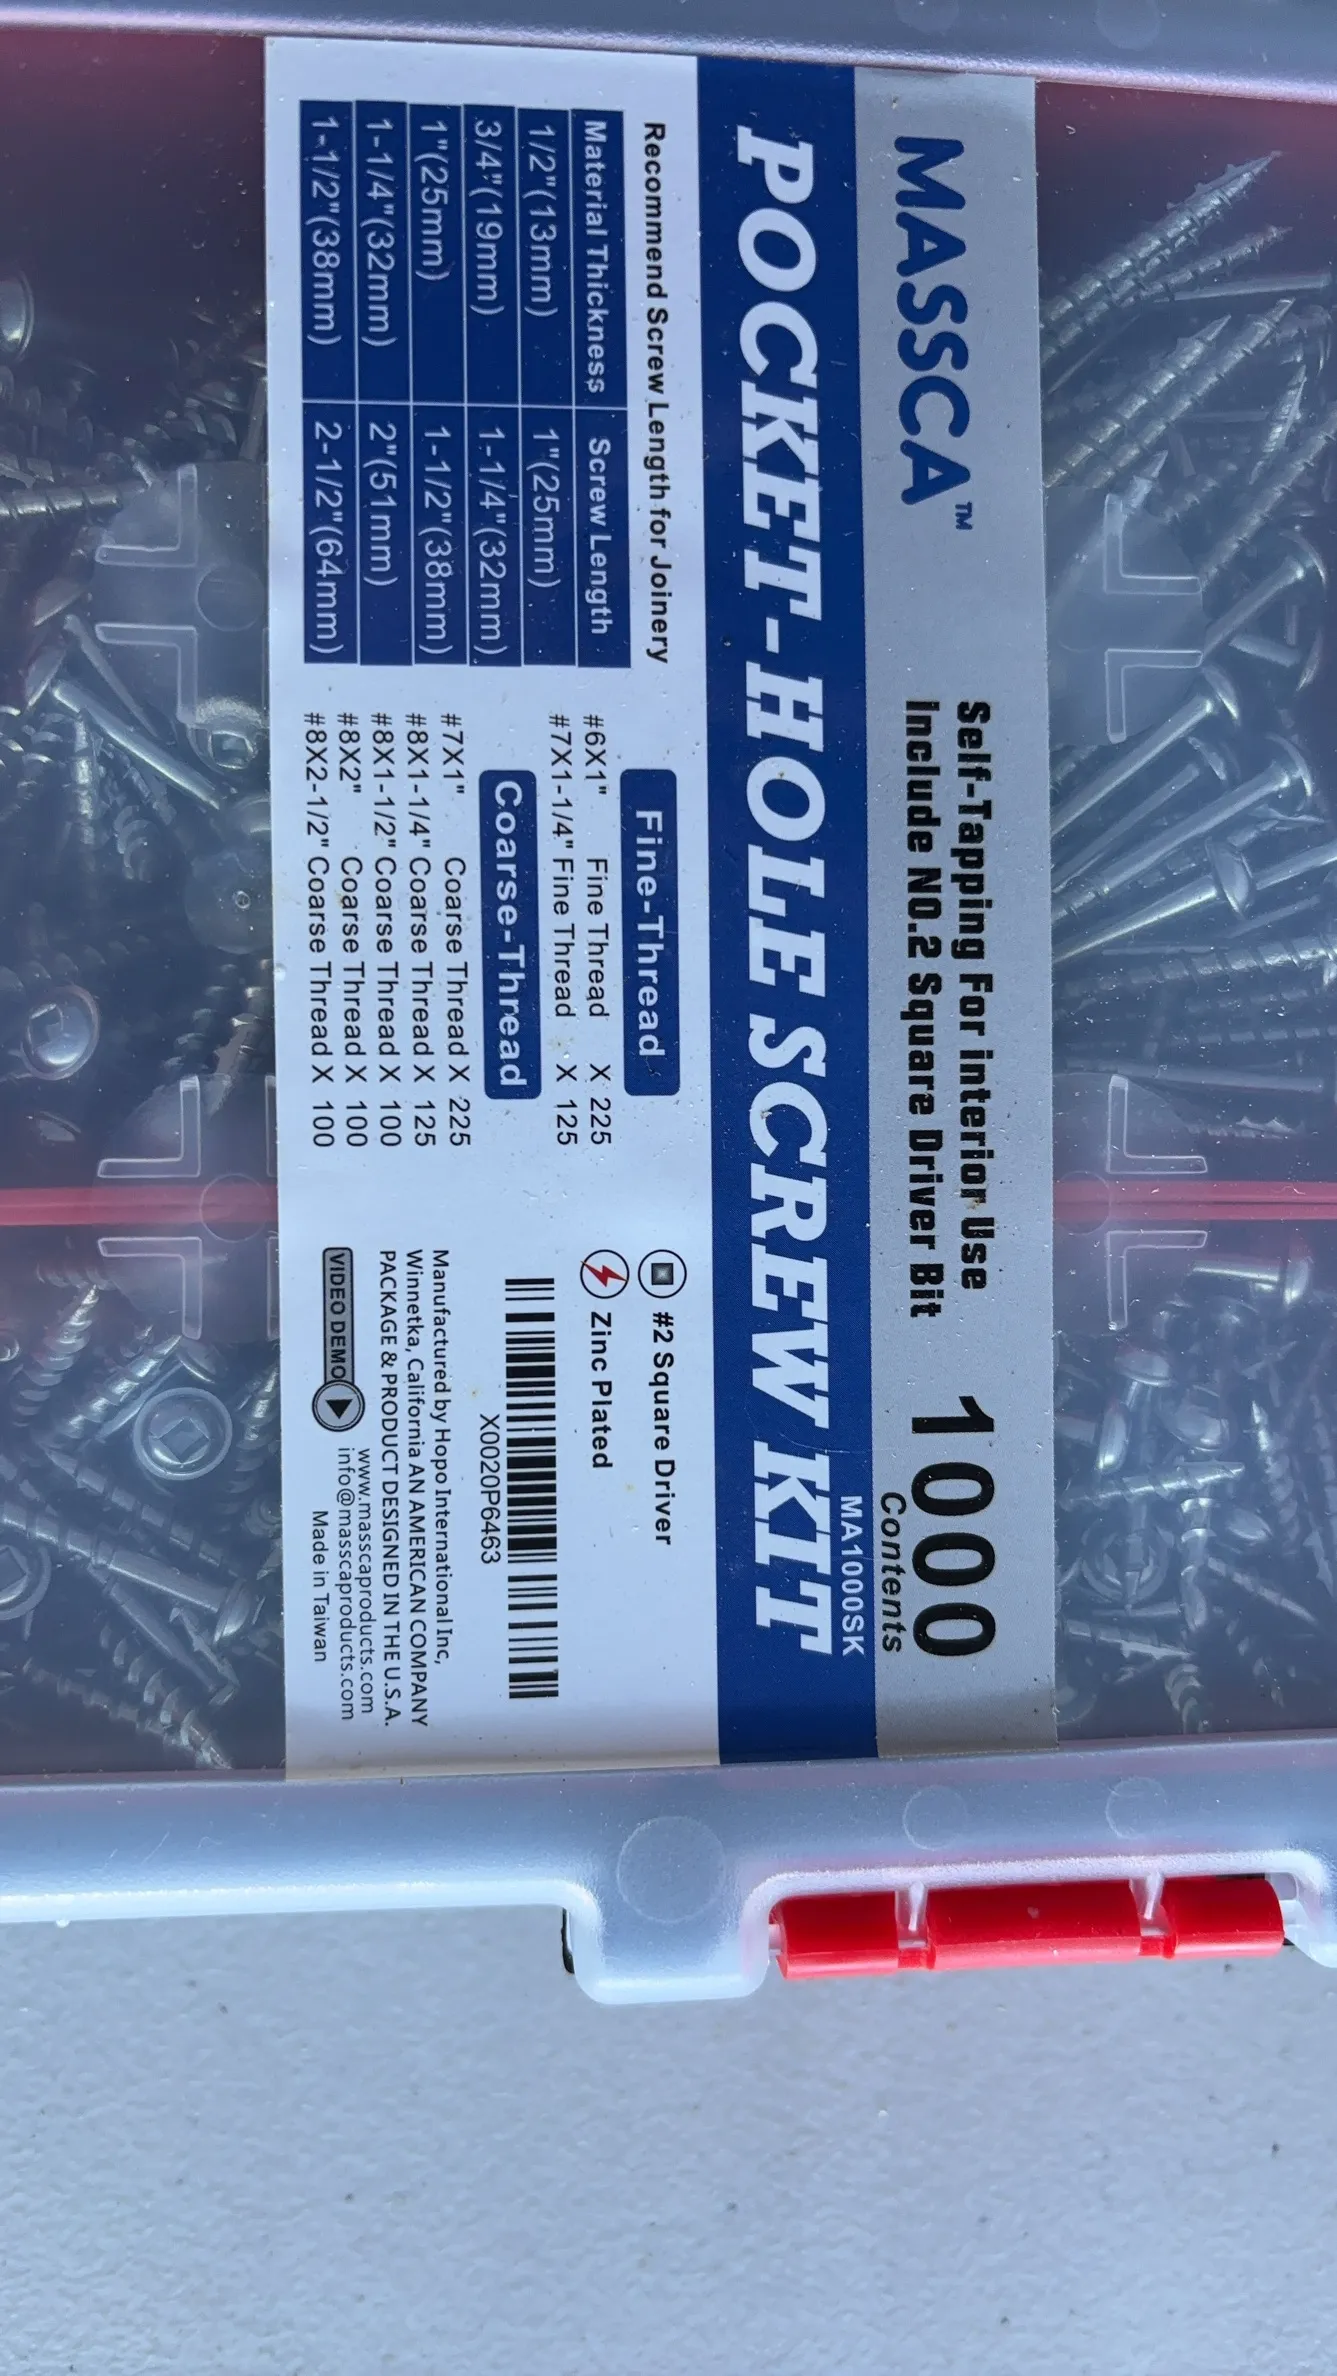 MASSCA™
Self-Tapping For interior Use
Include NO.2 Square Driver Bit
1000
Contents
MA1000SK
POCKET-HOLE SCREW KIT
Recommend Screw Length for Joinery
Material Thickness Screw Length
1/2"(13mm) 1"(25mm)
3/4"(19mm) 1-1/4"(32mm)
1"(25mm) 1-1/2"(38mm)
1-1/4"(32mm) 2"(51mm)
1-1/2"(38mm) 2-1/2"(64mm)
Fine-Thread
#6X1" Fine Thread X 225
#7X1-1/4" Fine Thread X 125
Coarse-Thread
#7X1" Coarse Thread X 225
#8X1-1/4" Coarse Thread X 125
#8X1-1/2" Coarse Thread X 100
#8X2" Coarse Thread X 100
#8X2-1/2" Coarse Thread X 100
#2 Square Driver
Zinc Plated
X0020P6463
Manufactured by Hopo International Inc,
Winnetka, California AN AMERICAN COMPANY
PACKAGE & PRODUCT DESIGNED IN THE U.S.A.
VIDEO DEMO
www.masscaproducts.com
info@masscaproducts.com
Made in Taiwan